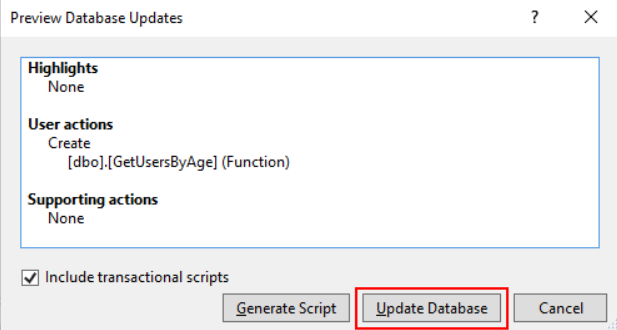 Preview Database Updates
Highlights
None
User actions
Create
[dbo].[GetUsersByAge] (Function)
Supporting actions
None
Include transactional scripts
Generate Script Update Database Cancel